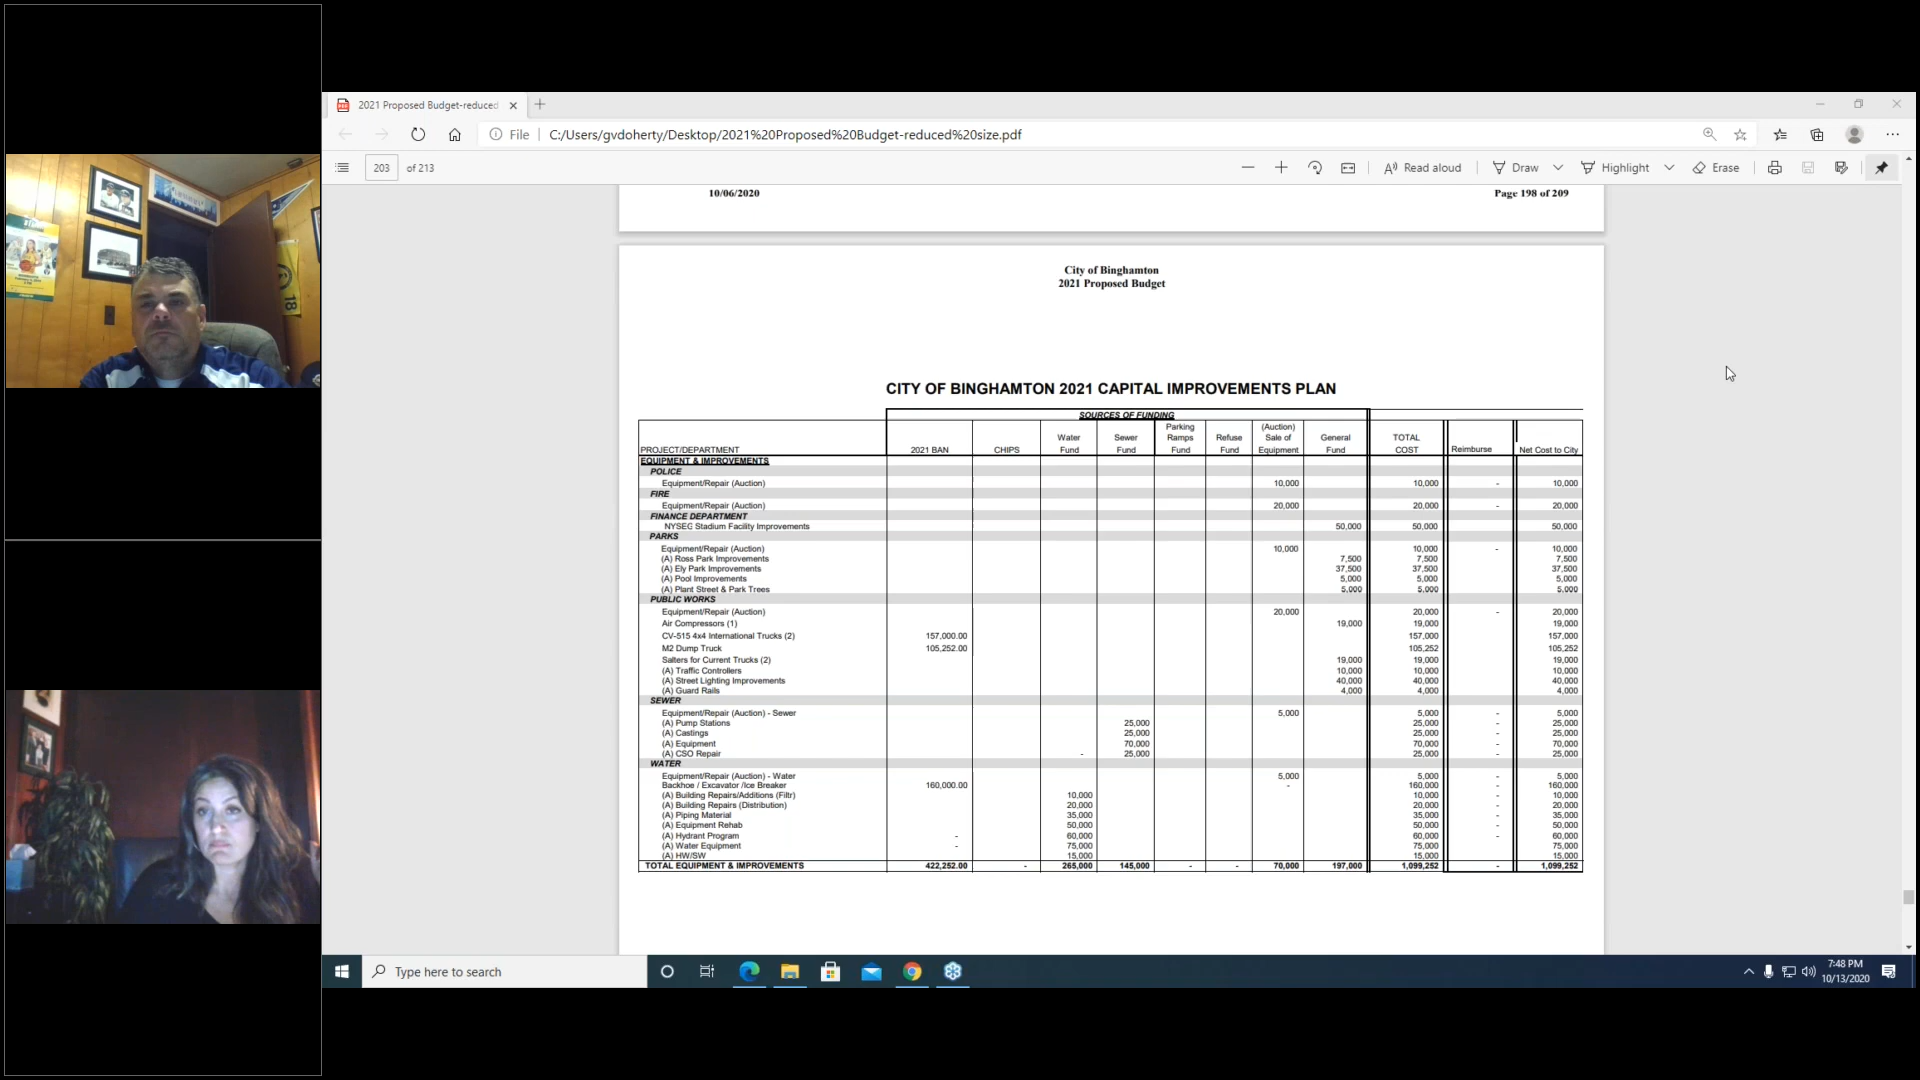 2021 Proposed Budget-reduced
File C:/Users/gvdoherty/Desktop/2021%20Proposed%20Budget-reduced%20size.pdf
203 of 213 Read aloud Draw Highlight Erase
10/06/2020 Page 198 of 209
City of Binghamton
2021 Proposed Budget
CITY OF BINGHAMTON 2021 CAPITAL IMPROVEMENTS PLAN
SOURCES OF FUNDING
PROJECT/DEPARTMENT 2021 BAN CHIPS Water Fund Sewer Fund Parking Ramps Fund Refuse Fund (Auction) Sale of Equipment General Fund TOTAL COST Reimburse Net Cost to City
EQUIPMENT & IMPROVEMENTS
POLICE
Equipment/Repair (Auction) 10,000 10,000 - 10,000
FIRE
Equipment/Repair (Auction) 20,000 20,000 - 20,000
FINANCE DEPARTMENT
NYSEG Stadium Facility Improvements 50,000 50,000 50,000
PARKS
Equipment/Repair (Auction) 10,000 10,000 - 10,000
(A) Ross Park Improvements 7,500 7,500 7,500
(A) Ely Park Improvements 37,500 37,500 37,500
(A) Pool Improvements 5,000 5,000 5,000
(A) Plant Street & Park Trees 5,000 5,000 5,000
PUBLIC WORKS
Equipment/Repair (Auction) 20,000 20,000 - 20,000
Air Compressors (1) 19,000 19,000 19,000
CV-515 4x4 International Trucks (2) 157,000.00 157,000 157,000
M2 Dump Truck 105,252.00 105,252 105,252
Salters for Current Trucks (2) 19,000 19,000 19,000
(A) Traffic Controllers 10,000 10,000 10,000
(A) Street Lighting Improvements 40,000 40,000 40,000
(A) Guard Rails 4,000 4,000 4,000
SEWER
Equipment/Repair (Auction) - Sewer 5,000 5,000 - 5,000
(A) Pump Stations 25,000 25,000 - 25,000
(A) Castings 25,000 25,000 - 25,000
(A) Equipment 70,000 70,000 - 70,000
(A) CSO Repair - 25,000 25,000 - 25,000
WATER
Equipment/Repair (Auction) - Water 5,000 5,000 - 5,000
Backhoe / Excavator /Ice Breaker 160,000.00 - 160,000 - 160,000
(A) Building Repairs/Additions (Filtr) 10,000 10,000 - 10,000
(A) Building Repairs (Distribution) 20,000 20,000 - 20,000
(A) Piping Material 35,000 35,000 - 35,000
(A) Equipment Rehab 50,000 50,000 - 50,000
(A) Hydrant Program - 60,000 60,000 - 60,000
(A) Water Equipment - 75,000 75,000 75,000
(A) HW/SW 15,000 15,000 15,000
TOTAL EQUIPMENT & IMPROVEMENTS 422,252.00 - 265,000 145,000 - - 70,000 197,000 1,099,252 - 1,099,252
Type here to search
7:48 PM
10/13/2020